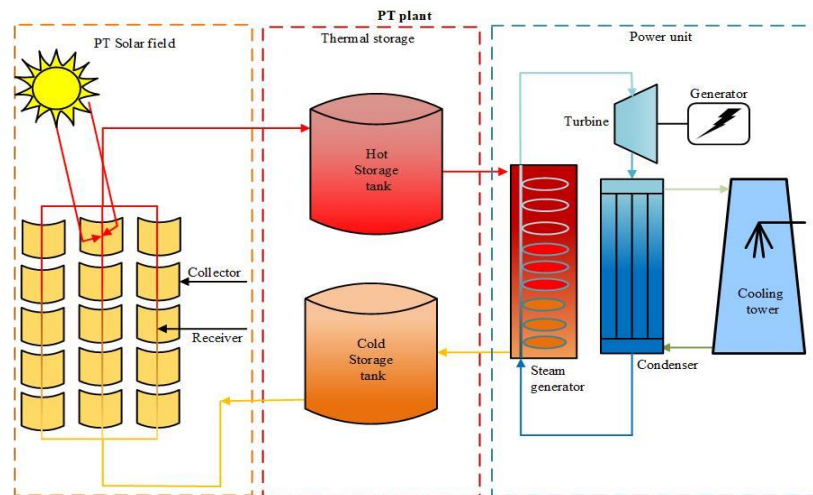 PT plant
PT Solar field
Thermal storage
Power unit
Generator
Turbine
Hot
Storage
tank
Collector
Receiver
Cold
Storage
tank
Cooling
tower
Steam
generator
Condenser